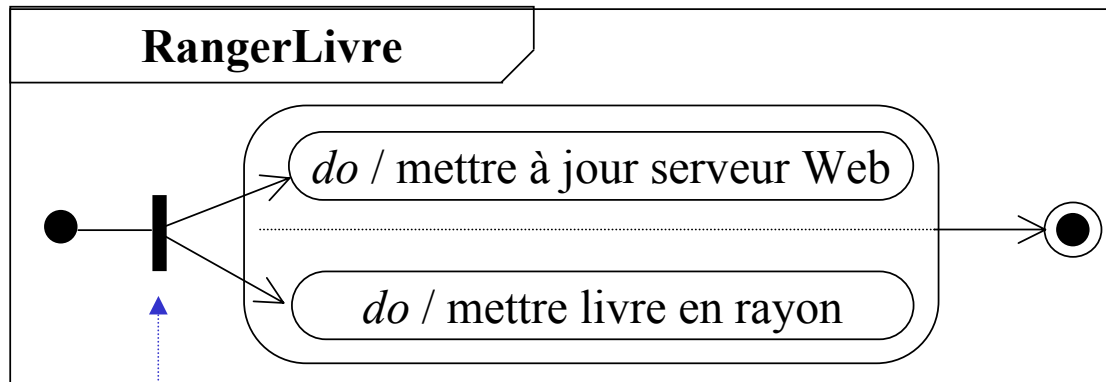 RangerLivre
do / mettre à jour serveur Web
do / mettre livre en rayon